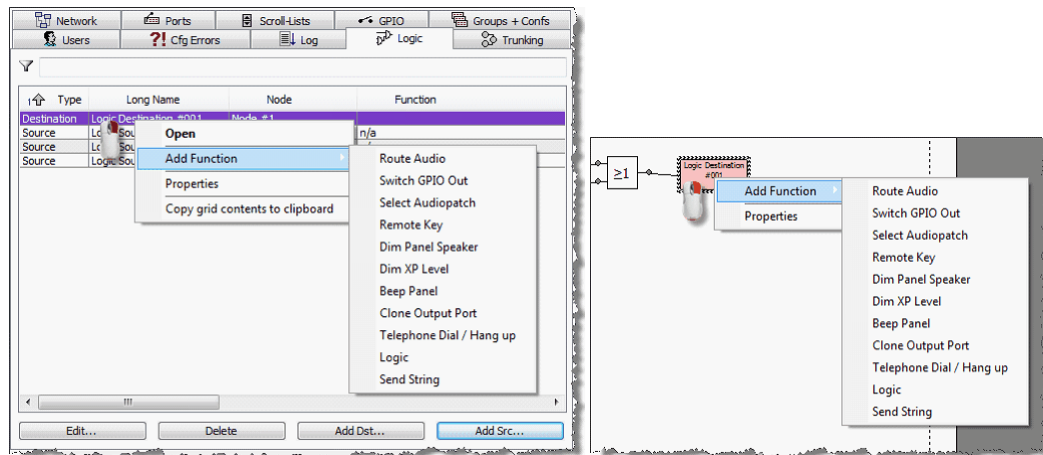 Network Ports Scroll-Lists GPIO Groups + Confs
Users ?! Cfg Errors Log Logic Trunking
Type Long Name Node Function
Destination Logic Destination #001 Node #1
Source n/a
Source
Source
Open
Add Function
Properties
Copy grid contents to clipboard
Route Audio
Switch GPIO Out
Select Audiopatch
Remote Key
Dim Panel Speaker
Dim XP Level
Beep Panel
Clone Output Port
Telephone Dial / Hang up
Logic
Send String
Edit... Delete Add Dst... Add Src...
≥1
Logic Destination
#001
Add Function
Properties
Route Audio
Switch GPIO Out
Select Audiopatch
Remote Key
Dim Panel Speaker
Dim XP Level
Beep Panel
Clone Output Port
Telephone Dial / Hang up
Logic
Send String